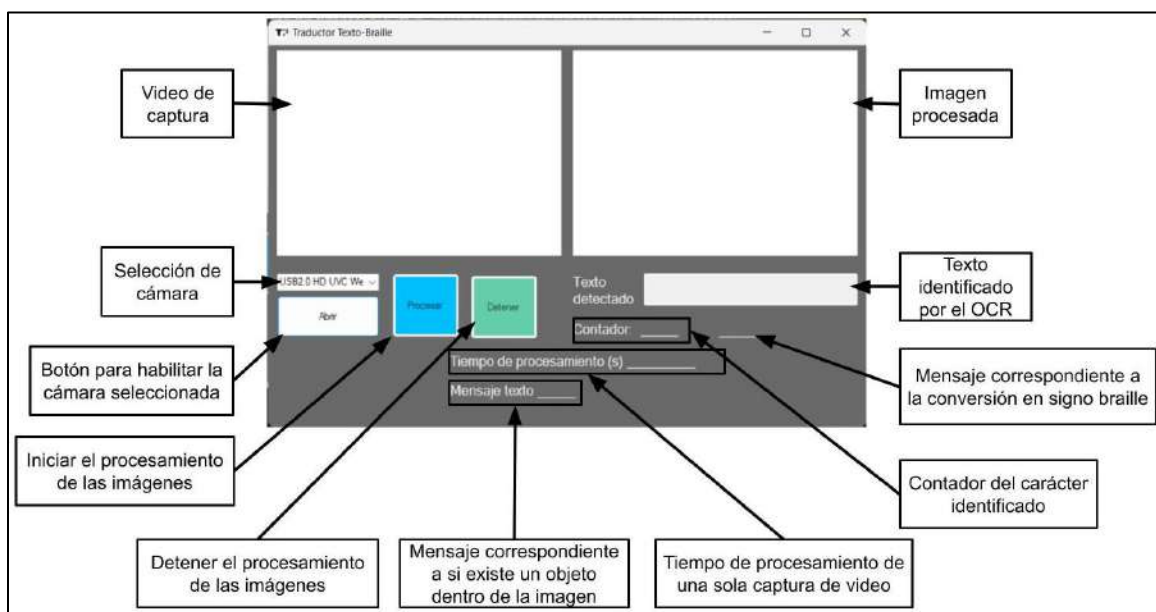 Traductor Texto-Braille
Video de
captura
Imagen
procesada
Selección de
cámara
USB2.0 HD UVC We
Abrir
Procesar
Detener
Texto
detectado
Texto
identificado
por el OCR
Contador: _____
_____
Tiempo de procesamiento (s) _________
Mensaje texto _____
Botón para habilitar la
cámara seleccionada
Mensaje correspondiente a
la conversión en signo braille
Iniciar el procesamiento
de las imágenes
Contador del carácter
identificado
Detener el procesamiento
de las imágenes
Mensaje correspondiente
a si existe un objeto
dentro de la imagen
Tiempo de procesamiento de
una sola captura de video